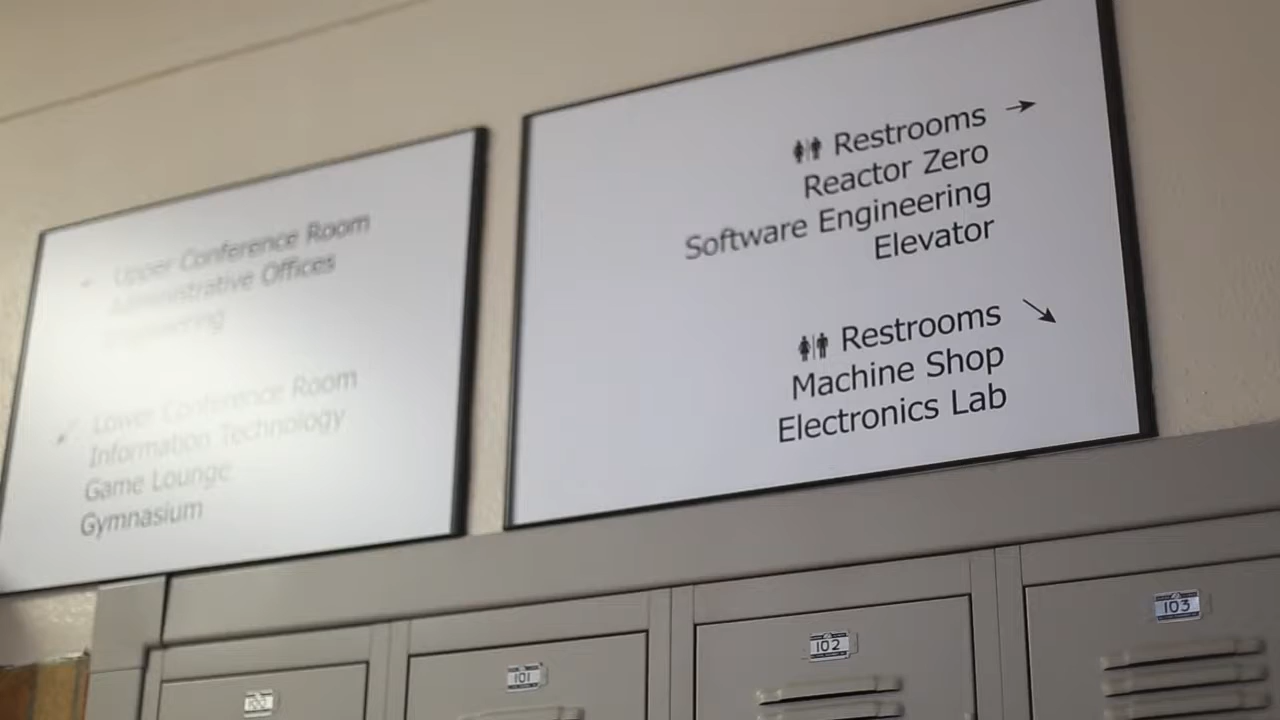 Upper Conference Room
Administrative Offices
Lower Conference Room
Information Technology
Game Lounge
Gymnasium
Restrooms
Reactor Zero
Software Engineering
Elevator
Restrooms
Machine Shop
Electronics Lab
100
101
102
103